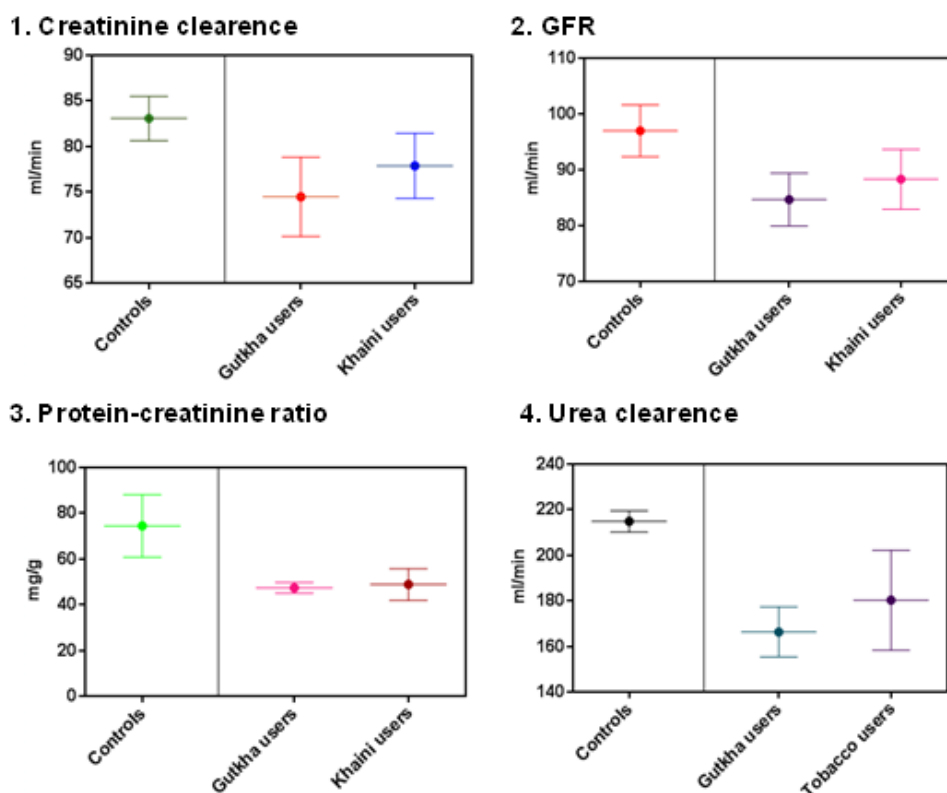 1. Creatinine clearence
90
85
80
75
70
65
ml/min
Controls
Gutkha users
Khaini users
2. GFR
110
100
90
80
70
ml/min
Controls
Gutkha users
Khaini users
3. Protein-creatinine ratio
100
80
60
40
20
0
mg/g
Controls
Gutkha users
Khaini users
4. Urea clearence
240
220
200
180
160
140
ml/min
Controls
Gutkha users
Tobacco users